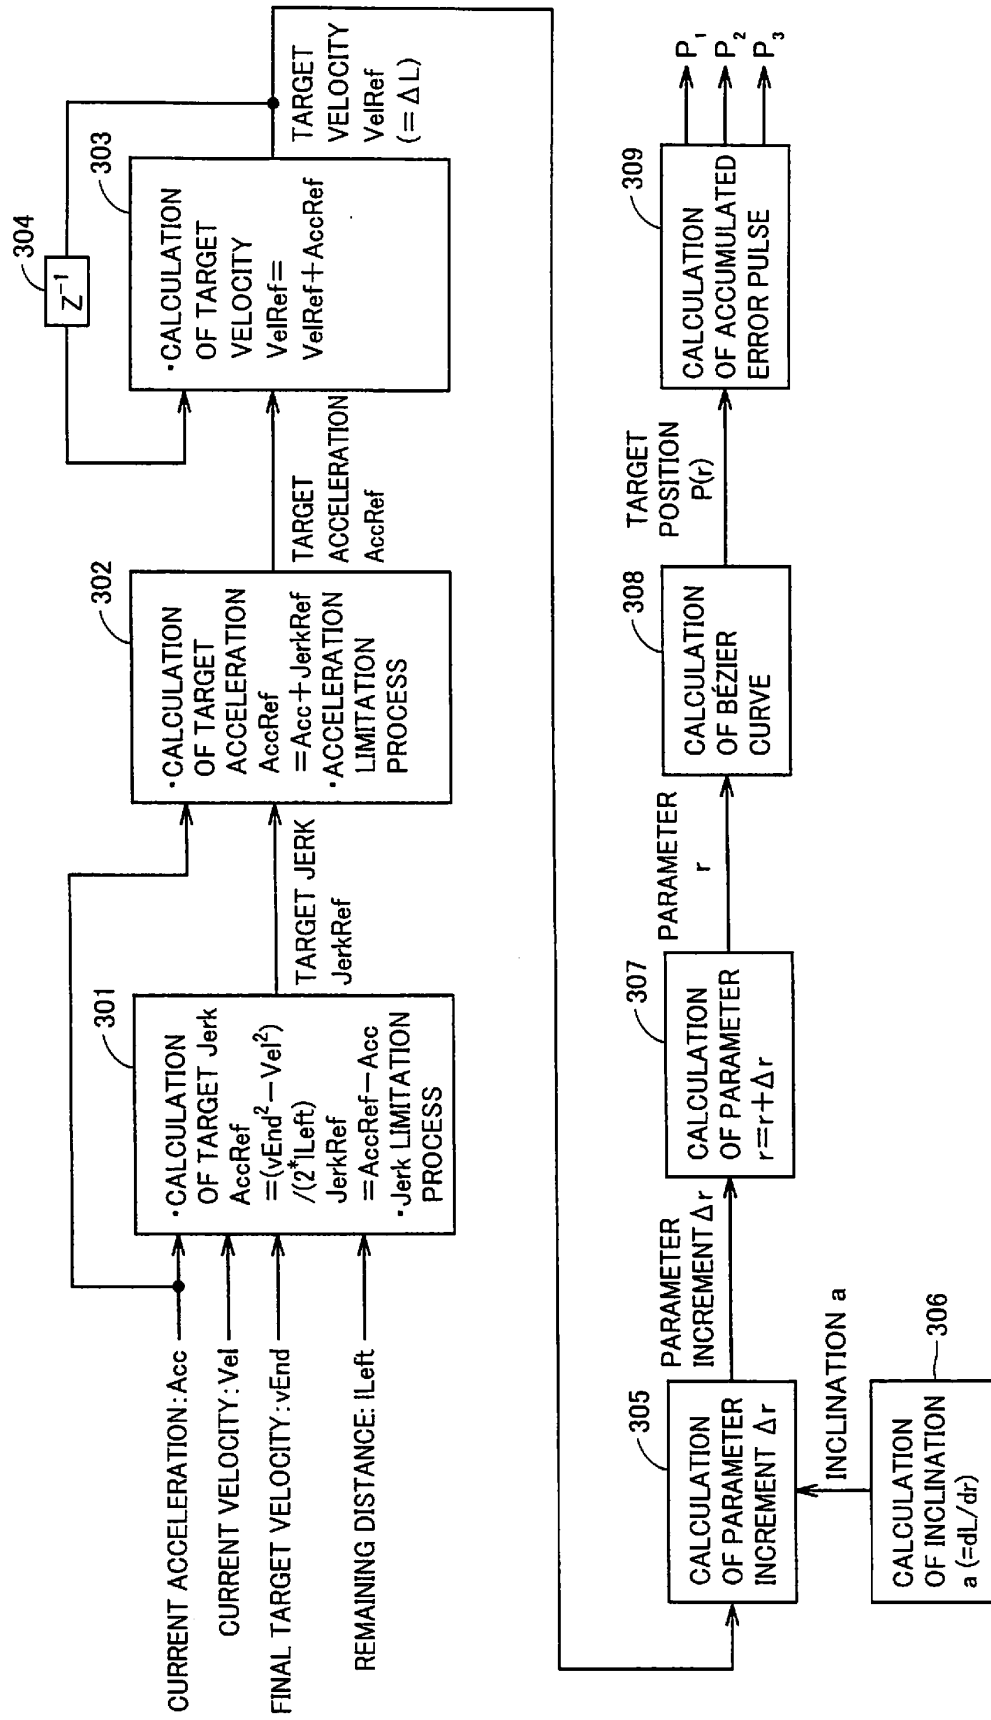 CURRENT ACCELERATION:Acc
CURRENT VELOCITY:Vel
FINAL TARGET VELOCITY:vEnd
REMAINING DISTANCE:lLeft
301
·CALCULATION
OF TARGET Jerk
AccRef
=(vEnd²−Vel²)
/(2*lLeft)
JerkRef
=AccRef−Acc
·Jerk LIMITATION
PROCESS
TARGET JERK
JerkRef
302
·CALCULATION
OF TARGET
ACCELERATION
AccRef
=Acc+JerkRef
·ACCELERATION
LIMITATION
PROCESS
TARGET
ACCELERATION
AccRef
304
Z⁻¹
303
·CALCULATION
OF TARGET
VELOCITY
VelRef=
VelRef+AccRef
TARGET
VELOCITY
VelRef
(=ΔL)
305
CALCULATION
OF PARAMETER
INCREMENT Δr
INCLINATION a
306
CALCULATION
OF INCLINATION
a (=dL/dr)
PARAMETER
INCREMENT Δr
307
CALCULATION
OF PARAMETER
r=r+Δr
PARAMETER
r
308
CALCULATION
OF BÉZIER
CURVE
TARGET
POSITION
P(r)
309
CALCULATION
OF ACCUMULATED
ERROR PULSE
P₁
P₂
P₃